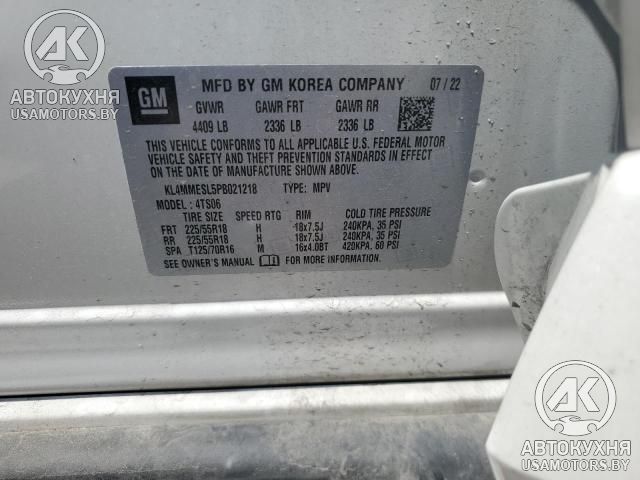 AK
АВТОКУХНЯ
USAMOTORS.BY
GM
MFD BY GM KOREA COMPANY 07/22
GVWR GAWR FRT GAWR RR
4409 LB 2336 LB 2336 LB
THIS VEHICLE CONFORMS TO ALL APPLICABLE U.S. FEDERAL MOTOR
VEHICLE SAFETY AND THEFT PREVENTION STANDARDS IN EFFECT
ON THE DATE OF MANUFACTURE SHOWN ABOVE.
KL4MMESL5PB021218 TYPE: MPV
MODEL: 4TS06
TIRE SIZE SPEED RTG RIM COLD TIRE PRESSURE
FRT 225/55R18 H 18x7.5J 240KPA, 35 PSI
RR 225/55R18 H 18x7.5J 240KPA, 35 PSI
SPA T125/70R16 M 16x4.0BT 420KPA, 60 PSI
SEE OWNER'S MANUAL FOR MORE INFORMATION.
AK
АВТОКУХНЯ
USAMOTORS.BY